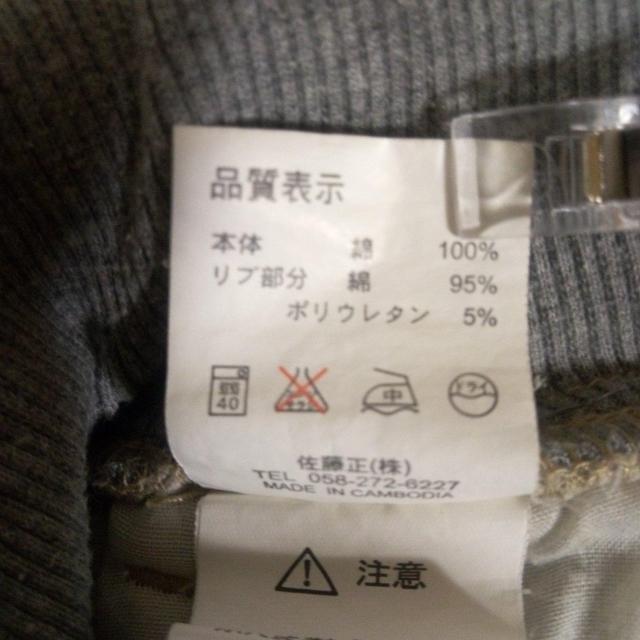 品質表示
本体 綿 100%
リブ部分 綿 95%
ポリウレタン 5%
40 中 ドライ
佐藤正(株)
TEL 058-272-6227
MADE IN CAMBODIA
注意